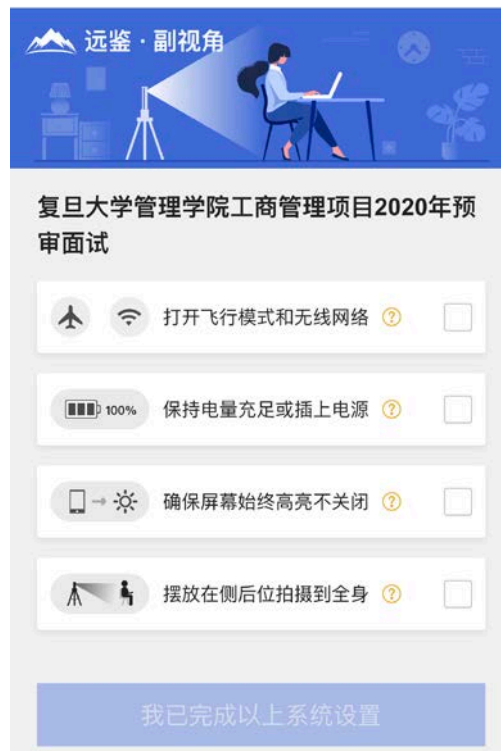 远鉴·副视角
复旦大学管理学院工商管理项目2020年预
审面试
打开飞行模式和无线网络 ?
100% 保持电量充足或插上电源 ?
确保屏幕始终高亮不关闭 ?
摆放在侧后位拍摄到全身 ?
我已完成以上系统设置